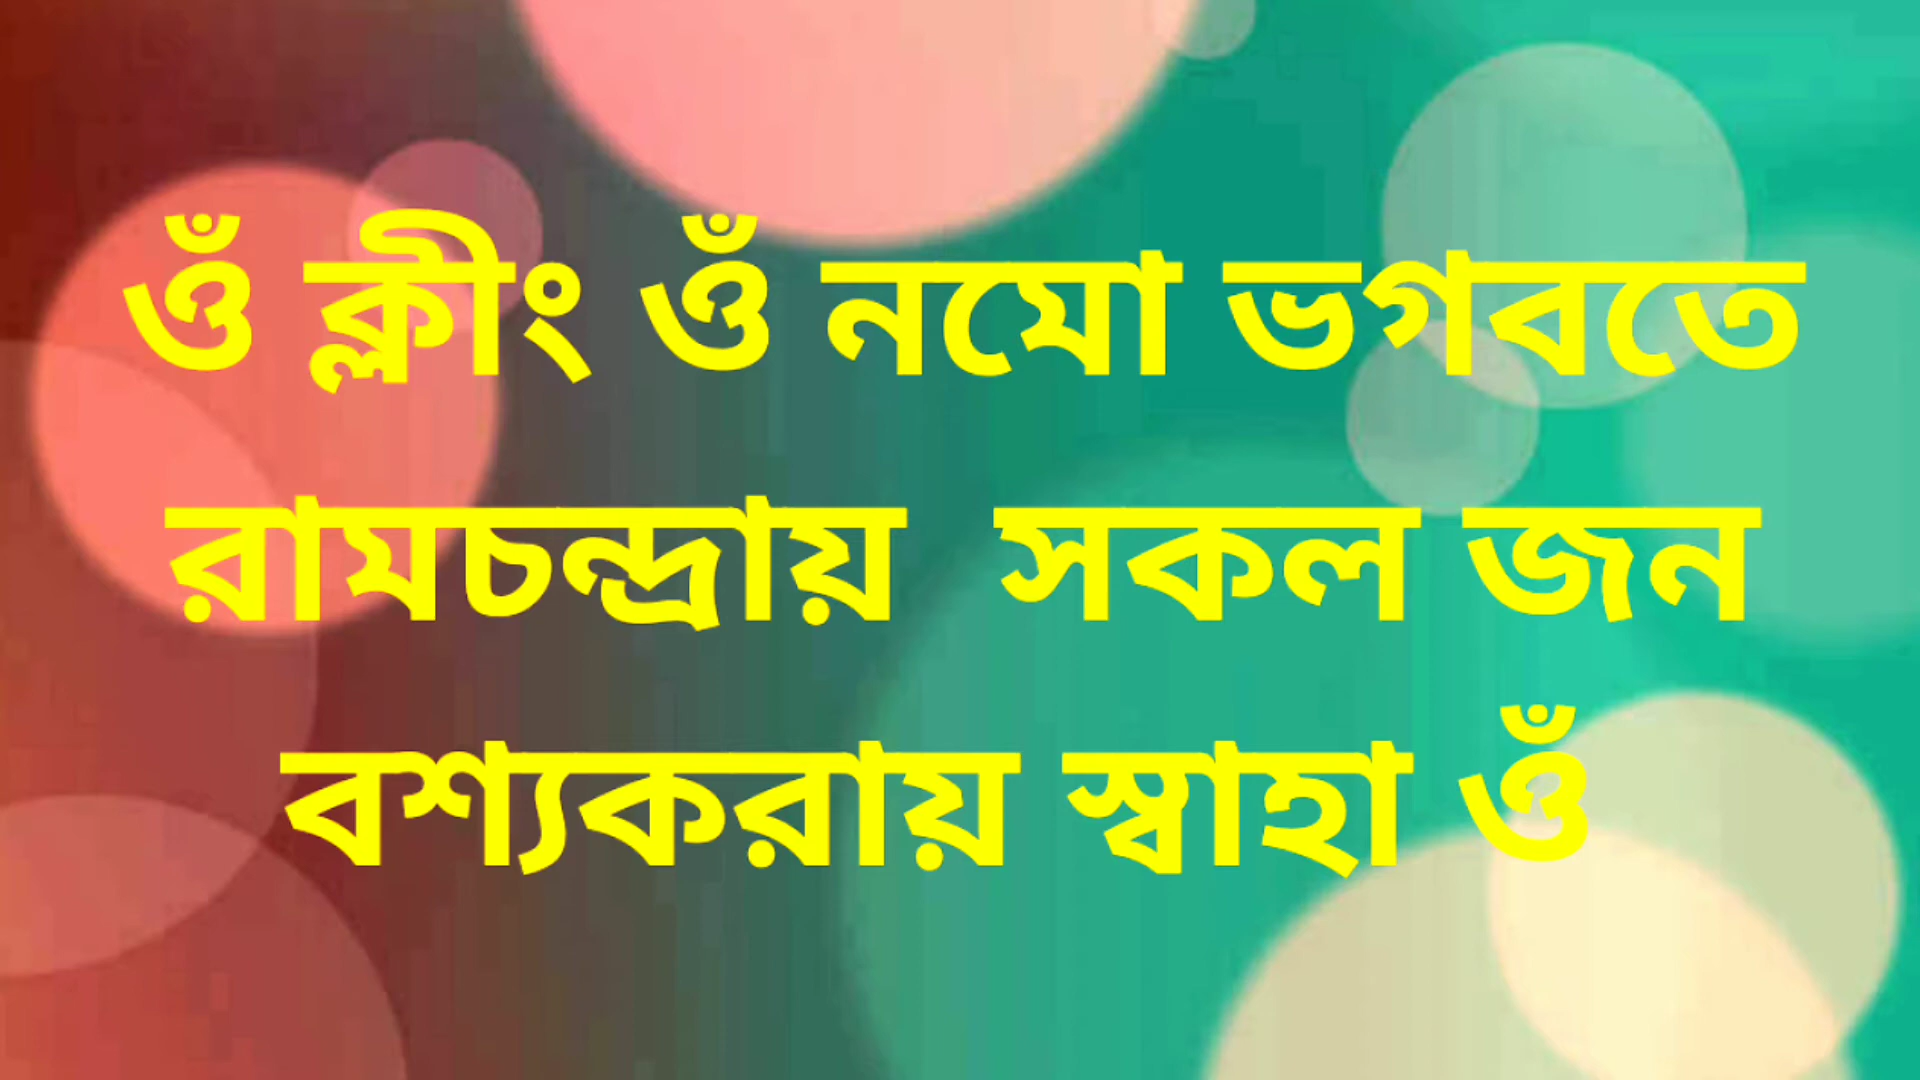 ওঁ ক্লীং ওঁ নমো ভগবতে
রামচন্দ্রায় সকল জন
বশ্যকরায় স্বাহা ওঁ